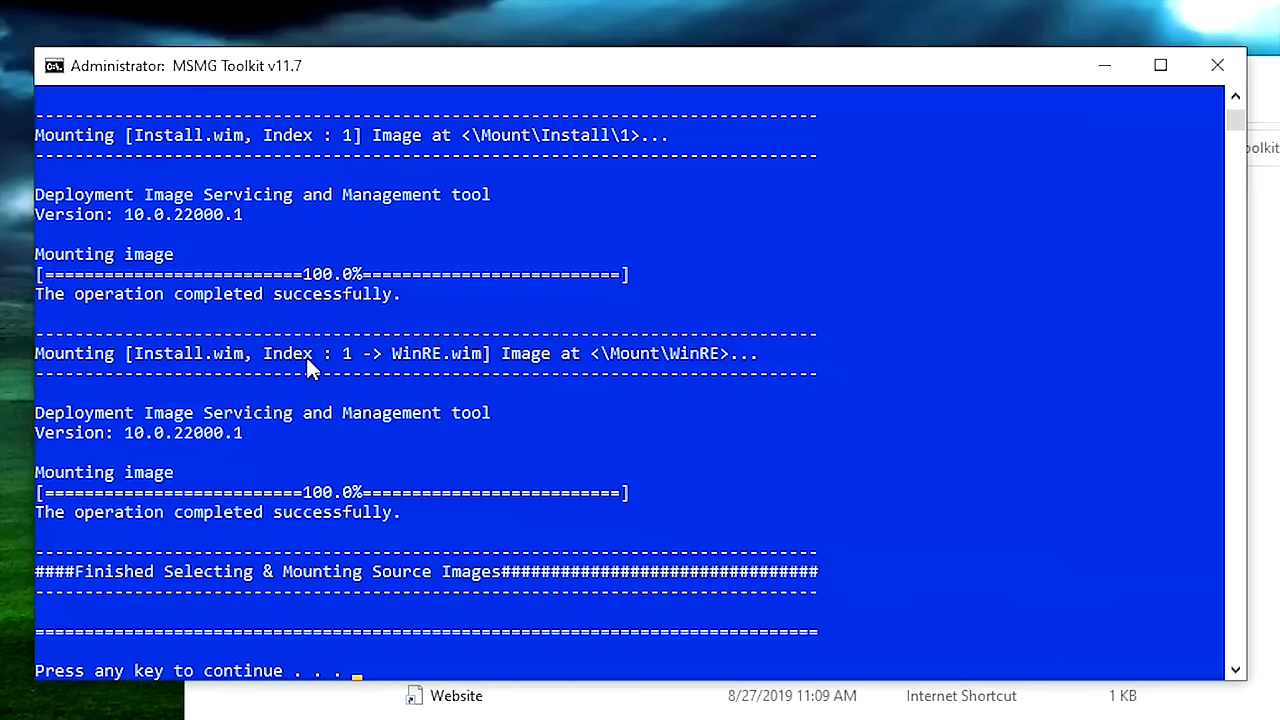 Administrator:  MSMG Toolkit v11.7
-------------------------------------------------------------------------------
Mounting [Install.wim, Index : 1] Image at <\Mount\Install\1>...
-------------------------------------------------------------------------------
Deployment Image Servicing and Management tool
Version: 10.0.22000.1
Mounting image
[==========================100.0%==========================]
The operation completed successfully.
-------------------------------------------------------------------------------
Mounting [Install.wim, Index : 1 -> WinRE.wim] Image at <\Mount\WinRE>...
-------------------------------------------------------------------------------
Deployment Image Servicing and Management tool
Version: 10.0.22000.1
Mounting image
[==========================100.0%==========================]
The operation completed successfully.
-------------------------------------------------------------------------------
####Finished Selecting & Mounting Source Images################################
-------------------------------------------------------------------------------
===============================================================================
Press any key to continue . . .
oolkit
Website 8/27/2019 11:09 AM Internet Shortcut 1 KB